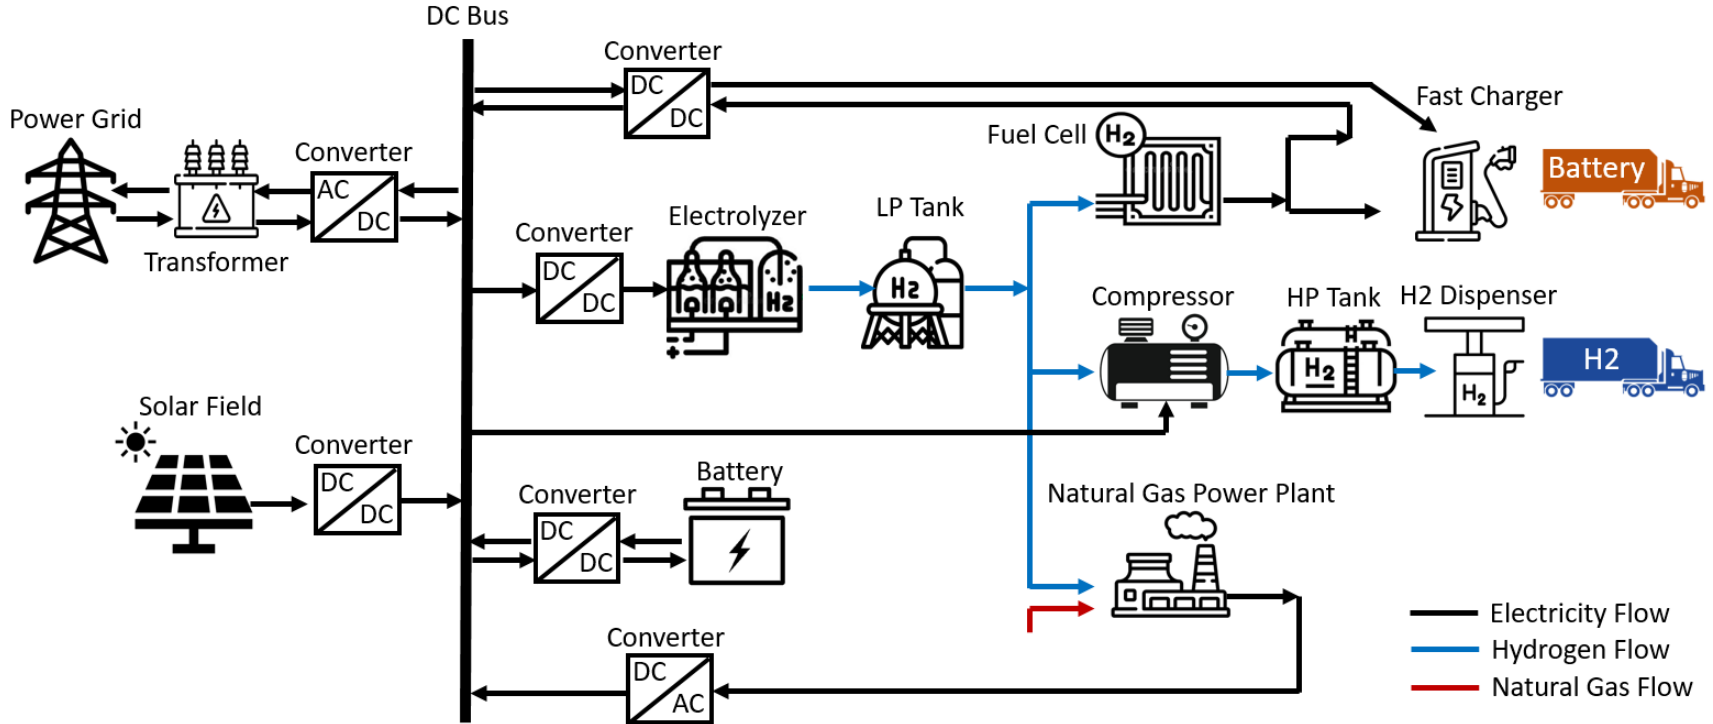 DC Bus
Converter
DC
DC
Fast Charger
Power Grid
Fuel Cell
H2
Converter
AC
DC
Battery
Transformer
Electrolyzer
LP Tank
Converter
DC
DC
H2
H2
Compressor
HP Tank
H2 Dispenser
H
H2
H2
H2
Solar Field
Converter
DC
DC
Battery
Converter
DC
DC
Natural Gas Power Plant
Electricity Flow
Hydrogen Flow
Natural Gas Flow
Converter
DC
AC